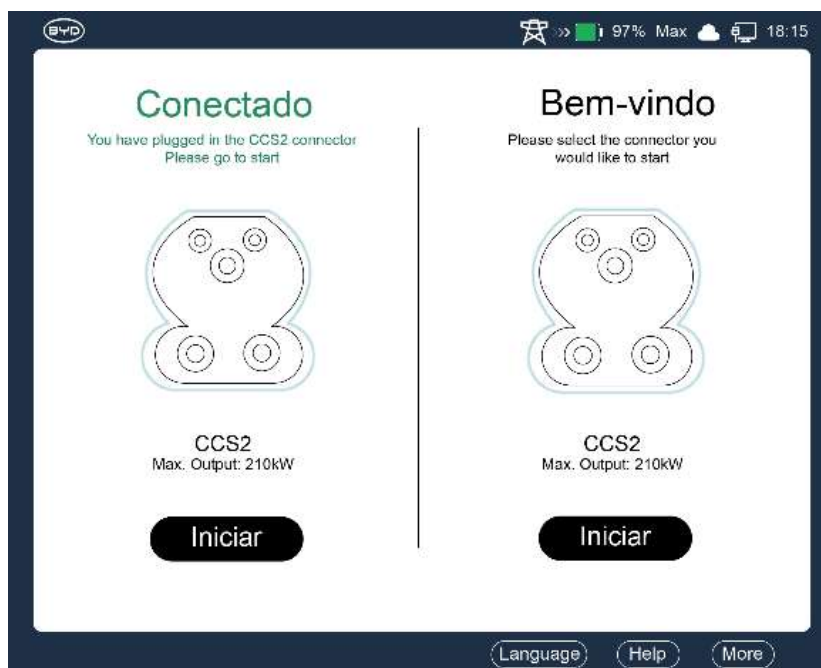 BYD
97% Max 18:15
Conectado
You have plugged in the CCS2 connector
Please go to start
CCS2
Max. Output: 210kW
Iniciar
Bem-vindo
Please select the connector you
would like to start
CCS2
Max. Output: 210kW
Iniciar
Language Help More